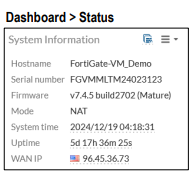 Dashboard > Status
System Information
Hostname FortiGate-VM_Demo
Serial number FGVMMLTM24023123
Firmware v7.4.5 build2702 (Mature)
Mode NAT
System time 2024/12/19 04:18:31
Uptime 5d 17h 36m 25s
WAN IP 96.45.36.73